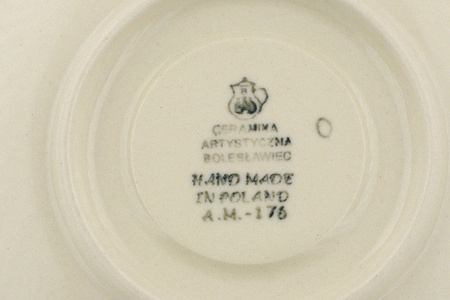 CERAMIKA
ARTYSTYCZNA
BOLESŁAWIEC
HAND MADE
IN POLAND
A.M.-176